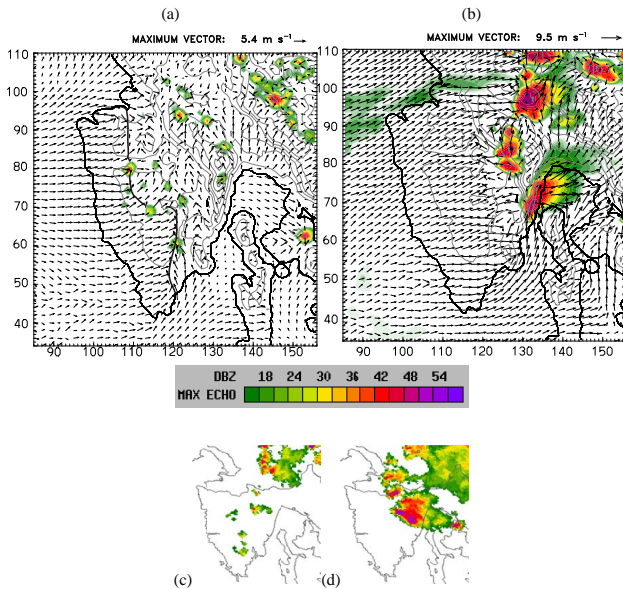 (a) (b)
MAXIMUM VECTOR: 5.4 m s⁻¹ MAXIMUM VECTOR: 9.5 m s⁻¹
110 110
100 100
90 90
80 80
70 70
60 60
50 50
40 40
90 100 110 120 130 140 150 90 100 110 120 130 140 150
DBZ 18 24 30 36 42 48 54
MAX ECHO
(c) (d)